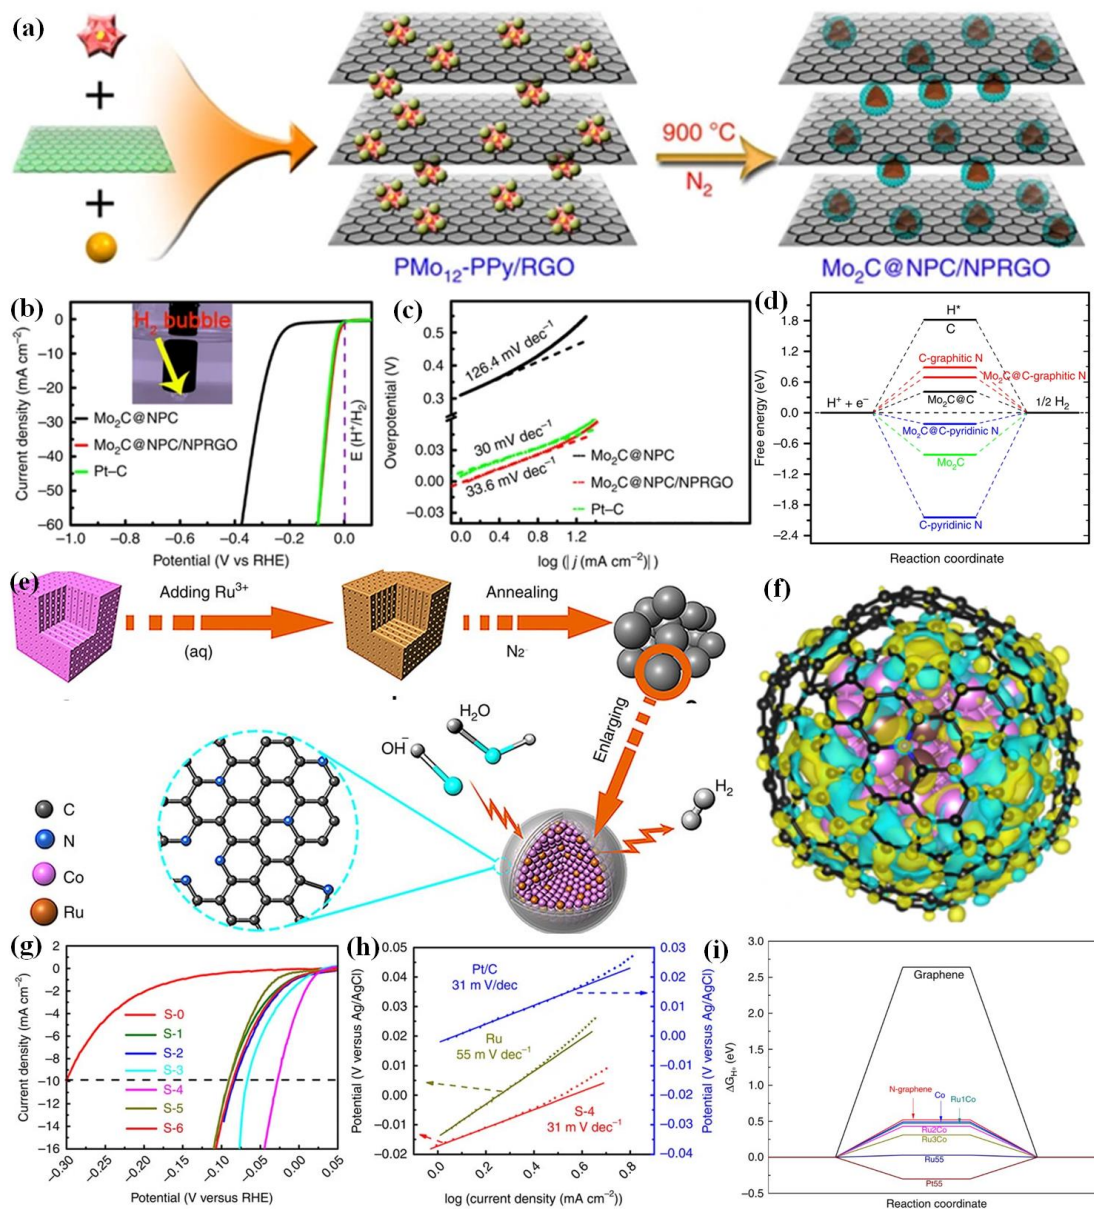 (a)
900 °C
N₂
PMo₁₂-PPy/RGO
Mo₂C@NPC/NPRGO
(b)
H₂ bubble
Mo₂C@NPC
Mo₂C@NPC/NPRGO
Pt–C
E (H⁺/H₂)
Current density (mA cm⁻²)
0
−10
−20
−30
−40
−50
−60
−1.0
−0.8
−0.6
−0.4
−0.2
0.0
Potential (V vs RHE)
(c)
126.4 mV dec⁻¹
30 mV dec⁻¹
33.6 mV dec⁻¹
Mo₂C@NPC
Mo₂C@NPC/NPRGO
Pt–C
Overpotential (V)
0.5
0.4
0.3
0.03
0.00
−0.03
0.0
0.4
0.8
1.2
log (| j (mA cm⁻²)| )
(d)
H*
C
C-graphitic N
Mo₂C@C-graphitic N
Mo₂C@C
H⁺ + e⁻
1/2 H₂
Mo₂C@C-pyridinic N
Mo₂C
C-pyridinic N
Free energy (eV)
1.8
1.2
0.6
0.0
−0.6
−1.2
−1.8
−2.4
Reaction coordinate
(e)
Adding Ru³⁺
(aq)
Annealing
N₂
Enlarging
H₂O
OH⁻
H₂
C
N
Co
Ru
(f)
(g)
S-0
S-1
S-2
S-3
S-4
S-5
S-6
Current density (mA cm⁻²)
2
0
−2
−4
−6
−8
−10
−12
−14
−16
−0.30
−0.25
−0.20
−0.15
−0.10
−0.05
0.00
0.05
Potential (V versus RHE)
(h)
Pt/C
31 m V/dec
Ru
55 m V dec⁻¹
S-4
31 m V dec⁻¹
Potential (V versus Ag/AgCl)
0.05
0.04
0.03
0.02
0.01
0.00
−0.01
−0.02
0.03
0.02
0.01
0.00
−0.01
−0.02
−0.03
−0.04
Potential (V versus Ag/AgCl)
0.0
0.2
0.4
0.6
0.8
1.0
log (current density (mA cm⁻²))
(i)
Graphene
N-graphene
Co
Ru1Co
Ru2Co
Ru3Co
Ru55
Pt55
3.0
2.5
2.0
1.5
1.0
0.5
0.0
−0.5
Reaction coordinate